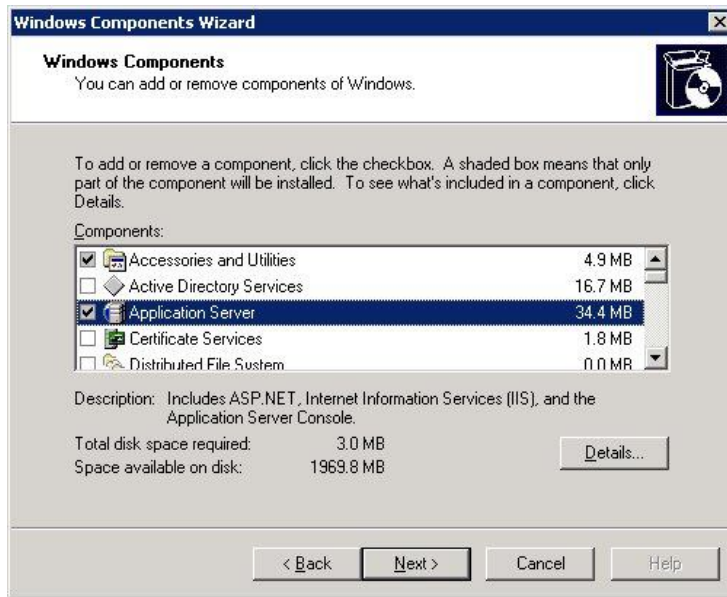 Windows Components Wizard
Windows Components
You can add or remove components of Windows.
To add or remove a component, click the checkbox. A shaded box means that only
part of the component will be installed. To see what's included in a component, click
Details.
Components:
Accessories and Utilities 4.9 MB
Active Directory Services 16.7 MB
Application Server 34.4 MB
Certificate Services 1.8 MB
Distributed File System 0.0 MB
Description: Includes ASP.NET, Internet Information Services (IIS), and the
Application Server Console.
Total disk space required: 3.0 MB
Space available on disk: 1969.8 MB
Details...
< Back Next > Cancel Help